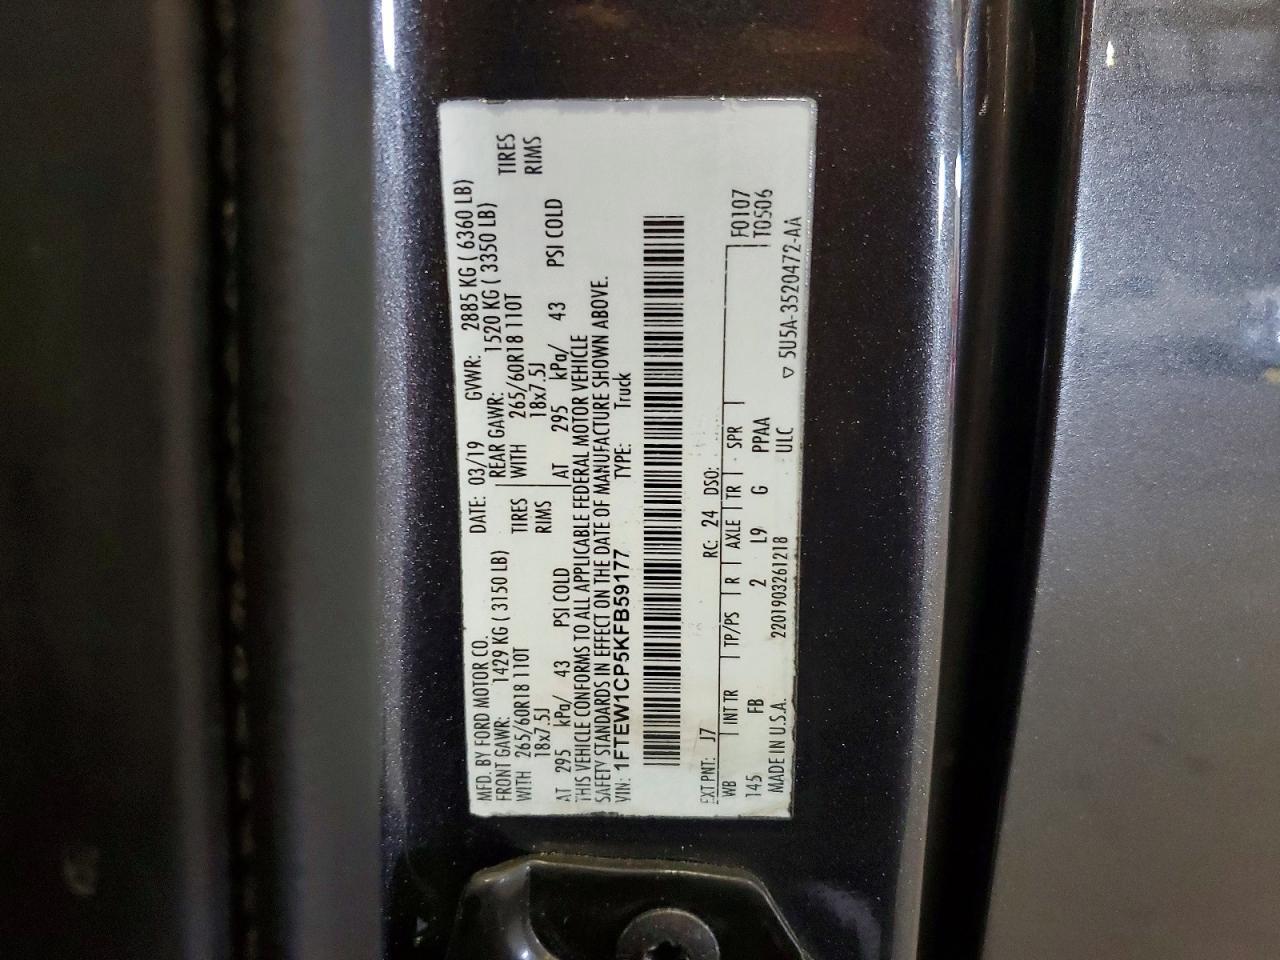 MFD. BY FORD MOTOR CO.
DATE: 03/19 GVWR: 2885 KG ( 6360 LB)
FRONT GAWR: 1429 KG ( 3150 LB) REAR GAWR: 1520 KG ( 3350 LB)
WITH 265/60R18 110T TIRES WITH 265/60R18 110T TIRES
18x7.5J RIMS 18x7.5J RIMS
AT 295 kPa/ 43 PSI COLD AT 295 kPa/ 43 PSI COLD
THIS VEHICLE CONFORMS TO ALL APPLICABLE FEDERAL MOTOR VEHICLE
SAFETY STANDARDS IN EFFECT ON THE DATE OF MANUFACTURE SHOWN ABOVE.
VIN: 1FTEW1CP5KFB59177 TYPE: Truck
EXT PNT: J7 RC: 24 DSO:
WB INT TR TP/PS R AXLE TR SPR F0107
145 FB 2 L9 G PPAA T0506
MADE IN U.S.A. 2201903261218 ULC ▽ 5U5A-3520472-AA